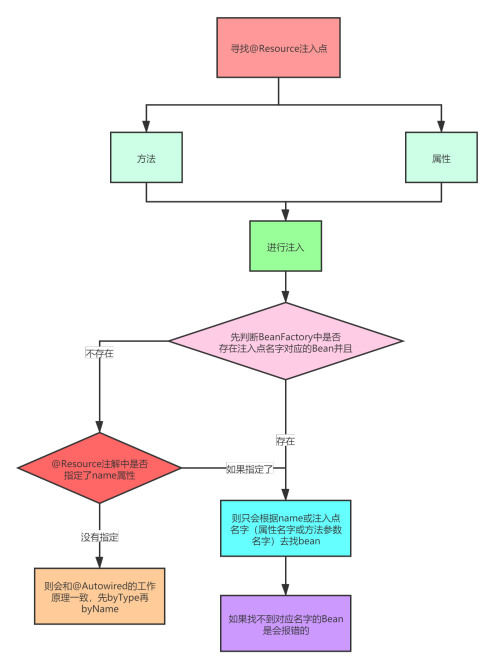 寻找@Resource注入点
方法
属性
进行注入
先判断BeanFactory中是否
存在注入点名字对应的Bean并且
不存在
存在
@Resource注解中是否
指定了name属性
如果指定了
则只会根据name或注入点
名字（属性名字或方法参数
名字）去找bean
没有指定
则会和@Autowired的工作
原理一致，先byType再
byName
如果找不到对应名字的Bean
是会报错的